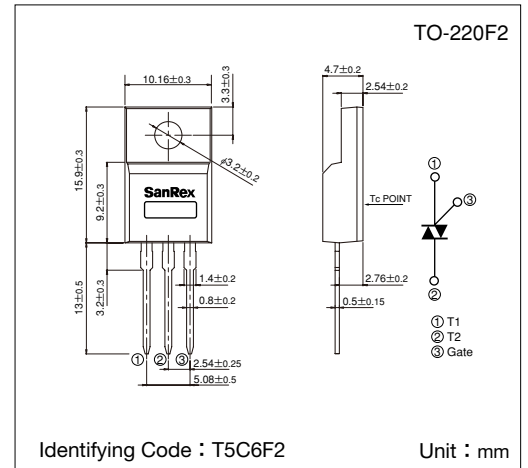 TO-220F2
10.16±0.3
3.3±0.3
φ3.2±0.2
15.9±0.3
9.2±0.3
SanRex
13±0.5
3.2±0.3
1.4±0.2
0.8±0.2
① ② ③
2.54±0.25
5.08±0.5
4.7±0.2
2.54±0.2
Tc POINT
2.76±0.2
0.5±0.15
①
③
②
① T1
② T2
③ Gate
Identifying Code：T5C6F2
Unit：mm